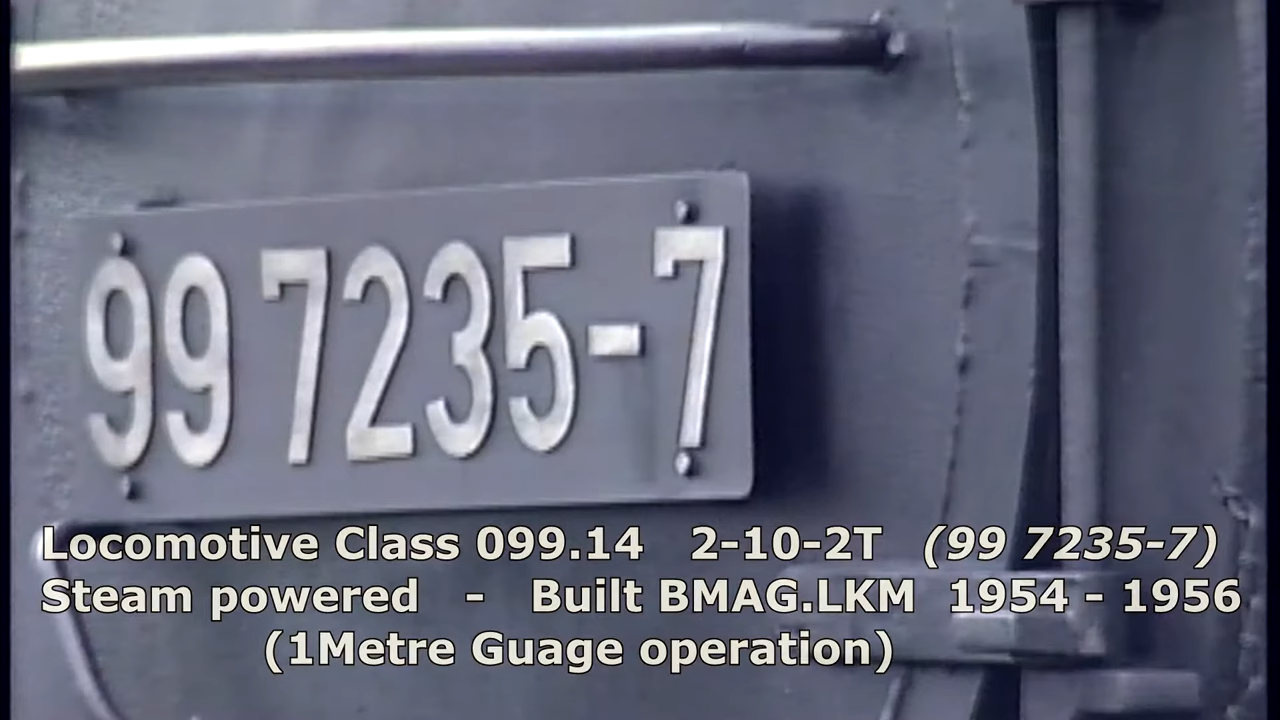 99 7235-7
Locomotive Class 099.14 2-10-2T (99 7235-7)
Steam powered - Built BMAG.LKM 1954 - 1956
(1Metre Guage operation)